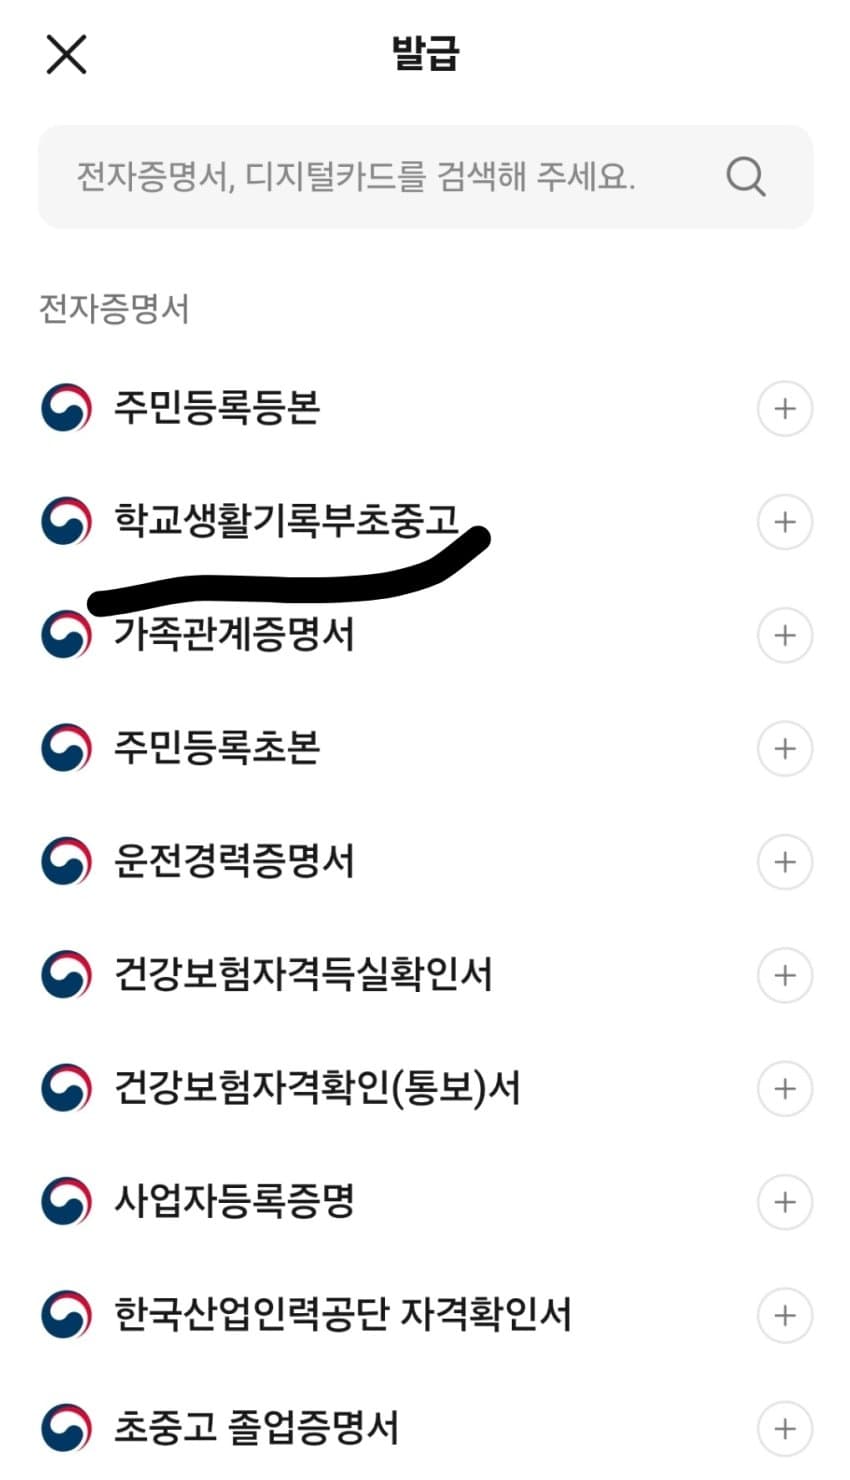 발급
전자증명서, 디지털카드를 검색해 주세요.
전자증명서
주민등록등본
학교생활기록부초중고
가족관계증명서
주민등록초본
운전경력증명서
건강보험자격득실확인서
건강보험자격확인(통보)서
사업자등록증명
한국산업인력공단 자격확인서
초중고 졸업증명서